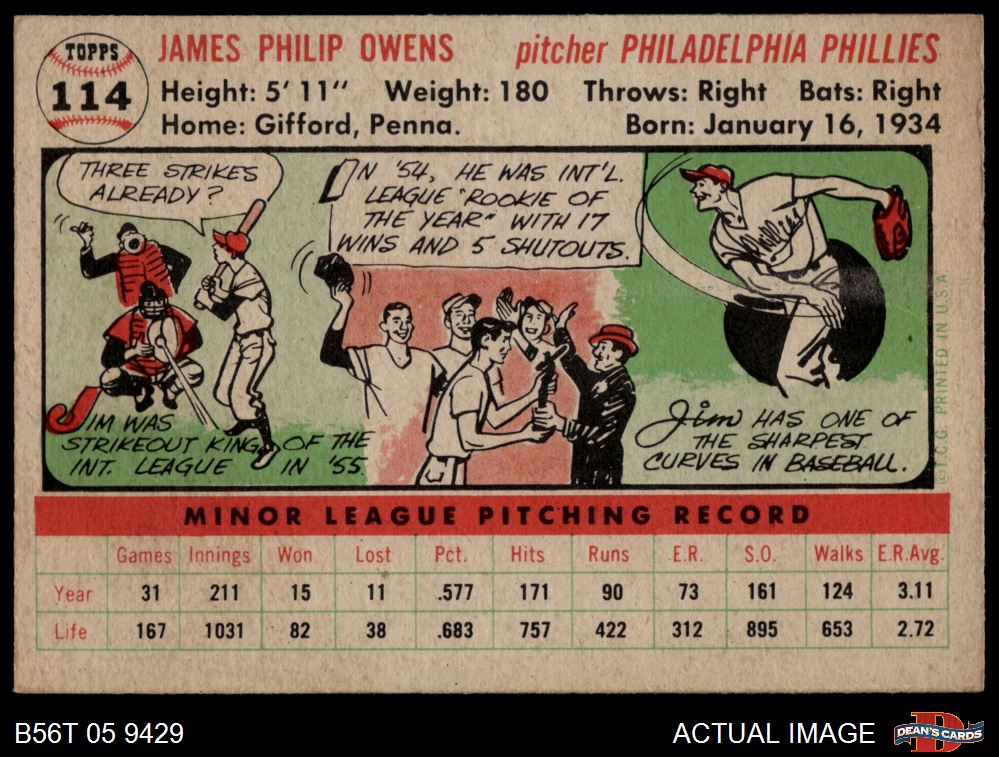 TOPPS
114
JAMES PHILIP OWENS pitcher PHILADELPHIA PHILLIES
Height: 5' 11" Weight: 180 Throws: Right Bats: Right
Home: Gifford, Penna. Born: January 16, 1934
THREE STRIKES
ALREADY?
JIM WAS
STRIKEOUT KING OF THE
INT. LEAGUE IN '55.
IN '54, HE WAS INT'L.
LEAGUE "ROOKIE OF
THE YEAR" WITH 17
WINS AND 5 SHUTOUTS.
Phillies
Jim HAS ONE OF
THE SHARPEST
CURVES IN BASEBALL.
© T.C.G. PRINTED IN U.S.A.
MINOR LEAGUE PITCHING RECORD
Games Innings Won Lost Pct. Hits Runs E.R. S.O. Walks E.R.Avg.
Year 31 211 15 11 .577 171 90 73 161 124 3.11
Life 167 1031 82 38 .683 757 422 312 895 653 2.72
B56T 05 9429 ACTUAL IMAGE DEAN'S CARDS